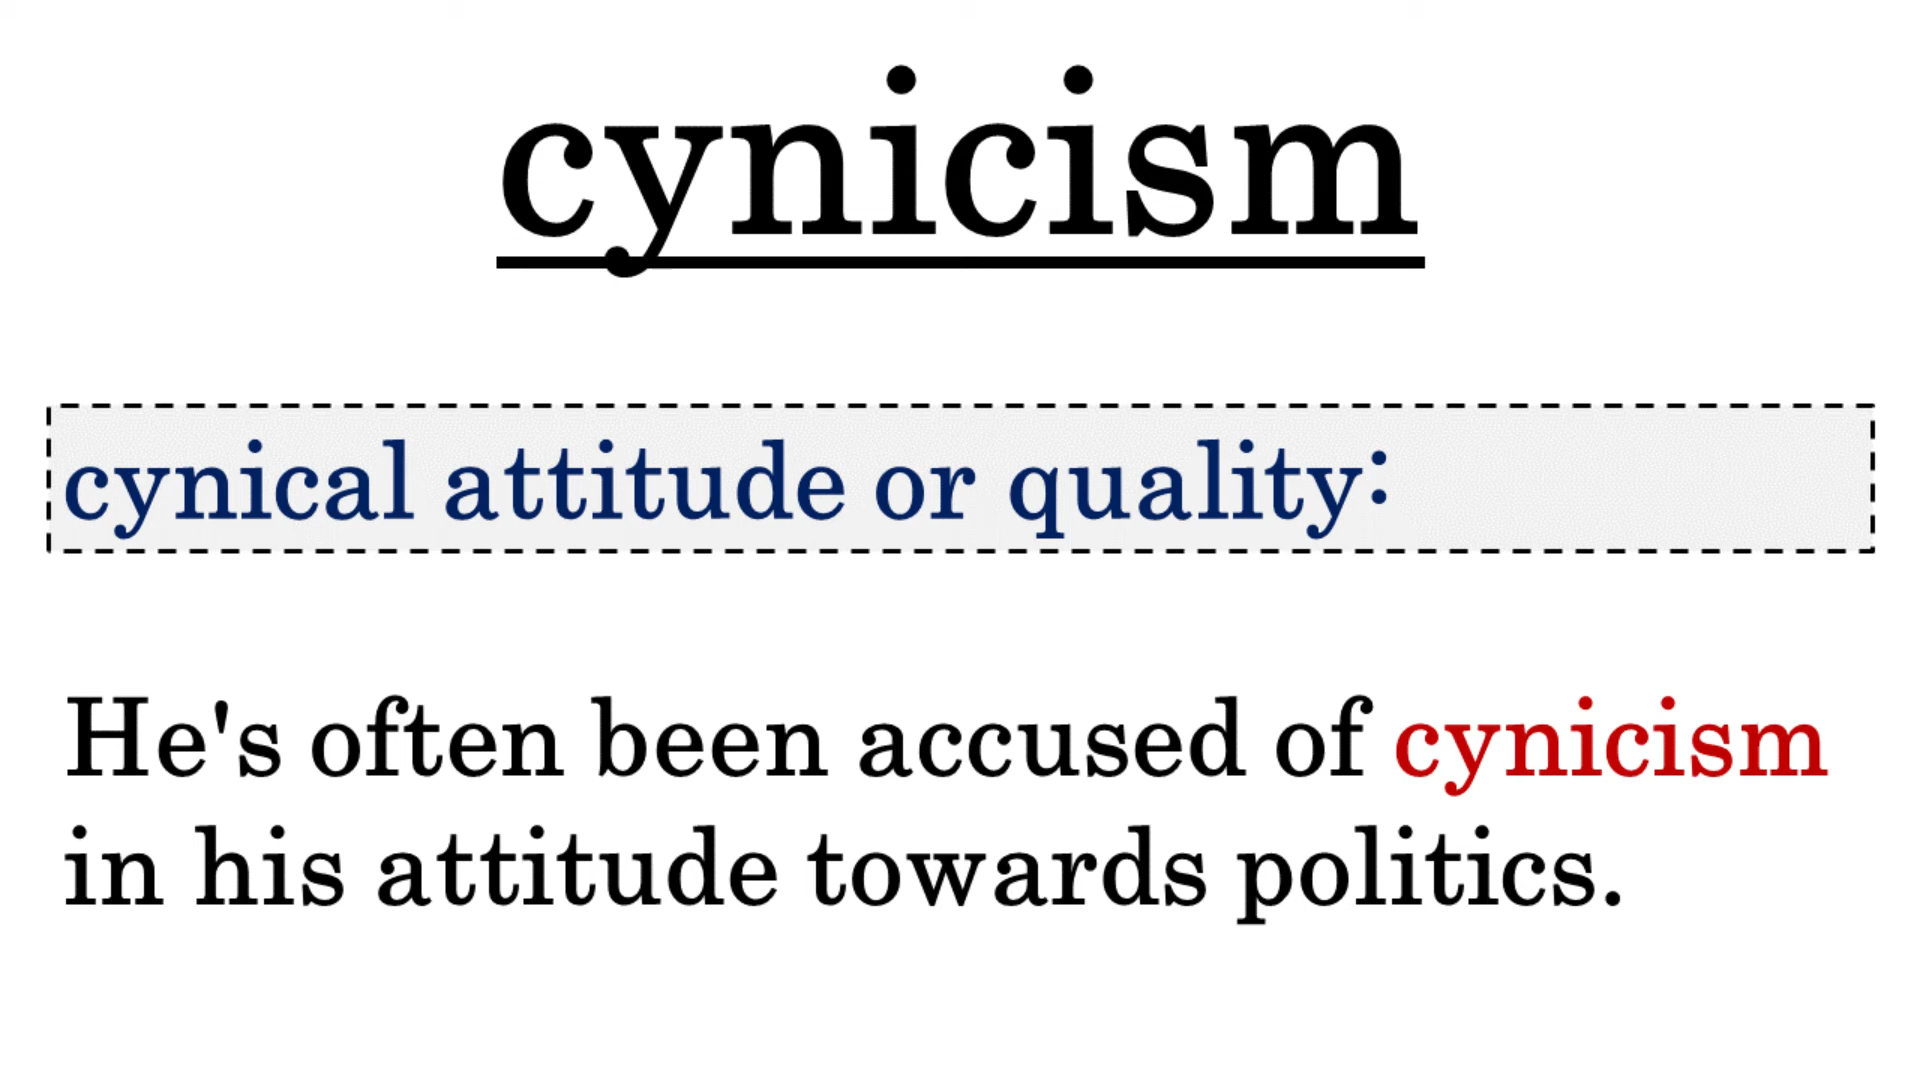 cynicism
cynical attitude or quality:
He's often been accused of cynicism
in his attitude towards politics.